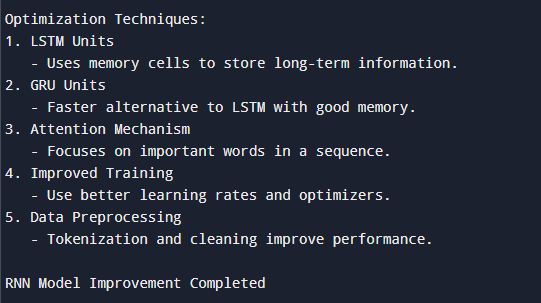 Optimization Techniques:
1. LSTM Units
   - Uses memory cells to store long-term information.
2. GRU Units
   - Faster alternative to LSTM with good memory.
3. Attention Mechanism
   - Focuses on important words in a sequence.
4. Improved Training
   - Use better learning rates and optimizers.
5. Data Preprocessing
   - Tokenization and cleaning improve performance.

RNN Model Improvement Completed